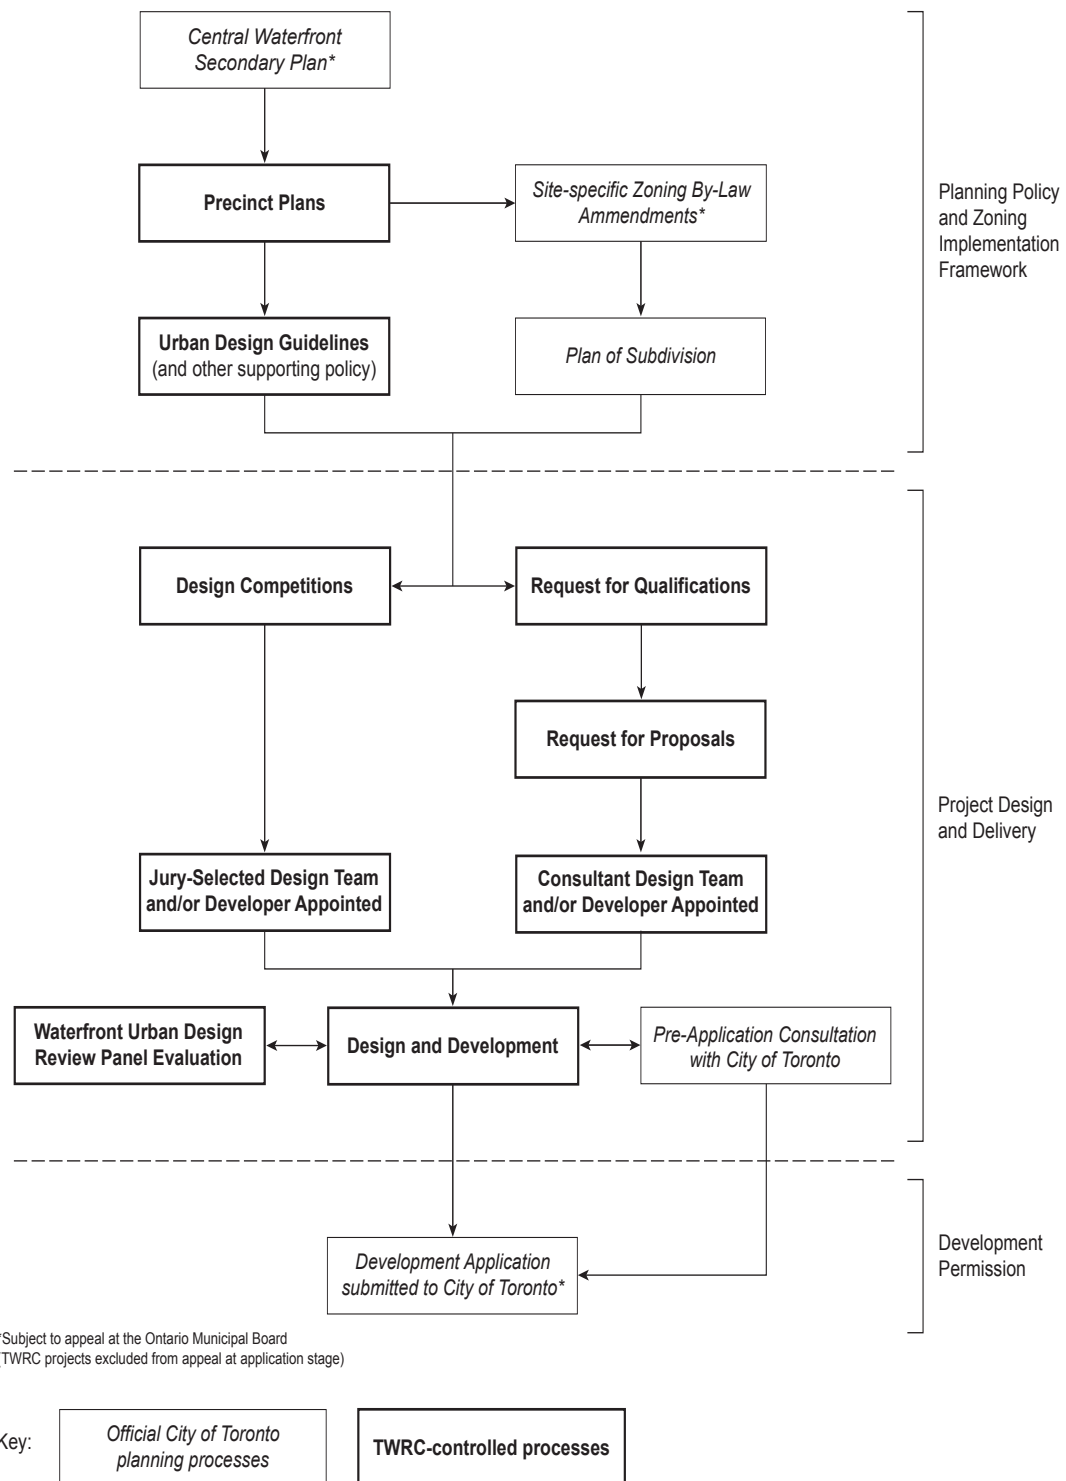 Central Waterfront
Secondary Plan*
Precinct Plans
Site-specific Zoning By-Law
Ammendments*
Planning Policy
and Zoning
Implementation
Framework
Urban Design Guidelines
(and other supporting policy)
Plan of Subdivision
Design Competitions
Request for Qualifications
Request for Proposals
Project Design
and Delivery
Jury-Selected Design Team
and/or Developer Appointed
Consultant Design Team
and/or Developer Appointed
Waterfront Urban Design
Review Panel Evaluation
Design and Development
Pre-Application Consultation
with City of Toronto
Development Application
submitted to City of Toronto*
Development
Permission
*Subject to appeal at the Ontario Municipal Board
(TWRC projects excluded from appeal at application stage)
Key:
Official City of Toronto
planning processes
TWRC-controlled processes